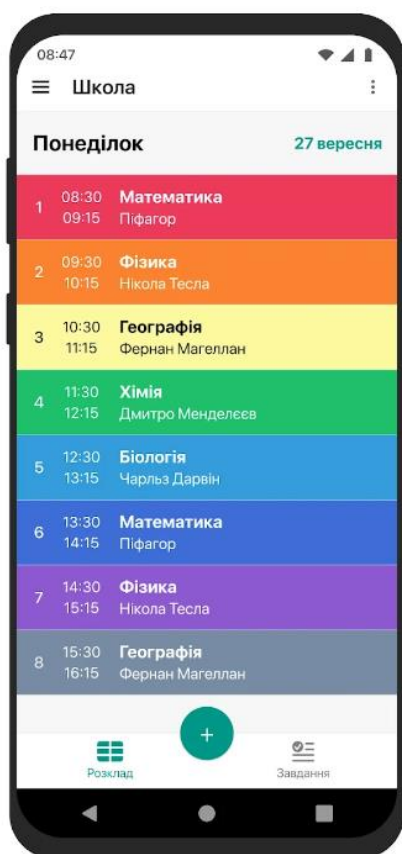 08:47
Школа
Понеділок 27 вересня
1 08:30 Математика
09:15 Піфагор
2 09:30 Фізика
10:15 Нікола Тесла
3 10:30 Географія
11:15 Фернан Магеллан
4 11:30 Хімія
12:15 Дмитро Менделєєв
5 12:30 Біологія
13:15 Чарльз Дарвін
6 13:30 Математика
14:15 Піфагор
7 14:30 Фізика
15:15 Нікола Тесла
8 15:30 Географія
16:15 Фернан Магеллан
+
Розклад Завдання